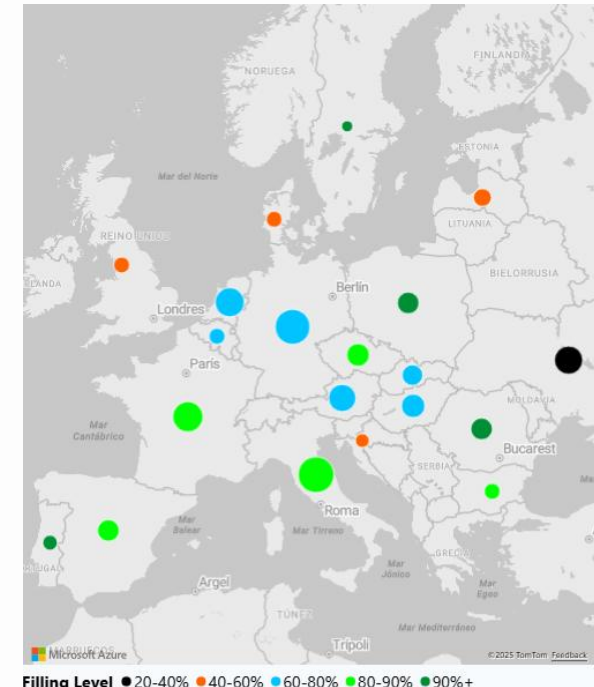 FINLANDIA
NORUEGA
ESTONIA
Mar del Norte
LITUANIA
REINO UNIDO
BIELORRUSIA
LANDA
Berlín
Londres
París
MOLDAVIA
Mar
Cantábrico
SERBIA
Bucarest
Roma
Mar
Balear
Mar Tirreno
GRECIA
Mar
Jónico
Mar
Egeo
Argel
TÚNEZ
Mar Mediterráneo
Trípoli
MARRUECOS
Microsoft Azure
©2025 TomTom Feedback
Filling Level 20-40% 40-60% 60-80% 80-90% 90%+